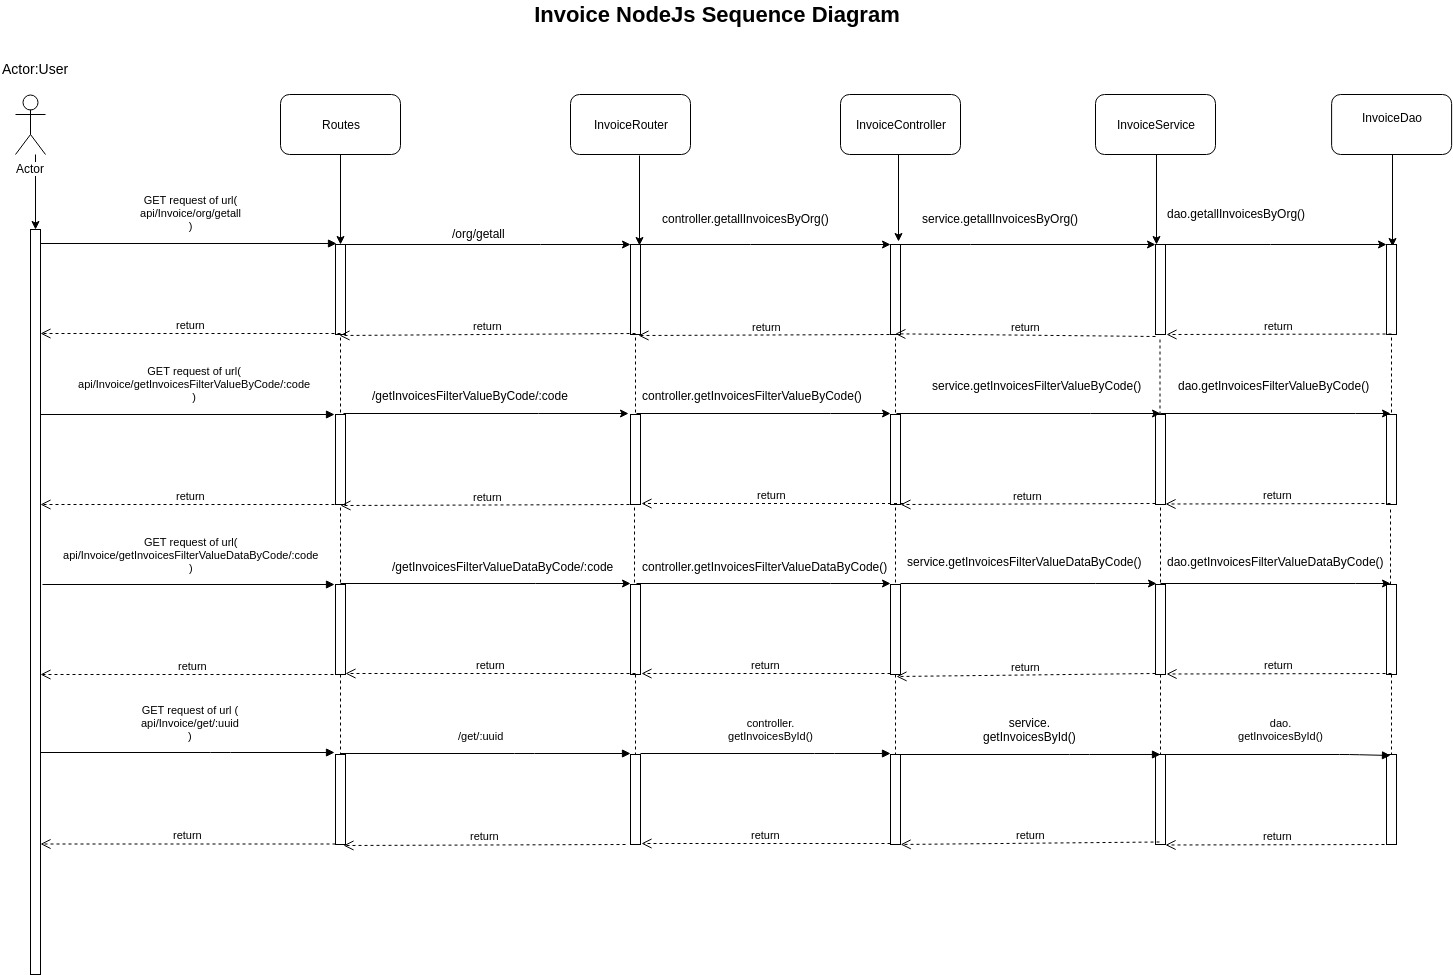 Invoice NodeJs Sequence Diagram
Actor:User
Routes
InvoiceRouter
InvoiceController
InvoiceService
InvoiceDao
Actor
GET request of url(
api/Invoice/org/getall
)
/org/getall
controller.getallInvoicesByOrg()
service.getallInvoicesByOrg()
dao.getallInvoicesByOrg()
return
return
return
return
return
GET request of url(
api/Invoice/getInvoicesFilterValueByCode/:code
)
/getInvoicesFilterValueByCode/:code
controller.getInvoicesFilterValueByCode()
service.getInvoicesFilterValueByCode()
dao.getInvoicesFilterValueByCode()
return
return
return
return
return
GET request of url(
api/Invoice/getInvoicesFilterValueDataByCode/:code
)
/getInvoicesFilterValueDataByCode/:code
controller.getInvoicesFilterValueDataByCode()
service.getInvoicesFilterValueDataByCode()
dao.getInvoicesFilterValueDataByCode()
return
return
return
return
return
GET request of url (
api/Invoice/get/:uuid
)
/get/:uuid
controller.
getInvoicesById()
service.
getInvoicesById()
dao.
getInvoicesById()
return
return
return
return
return